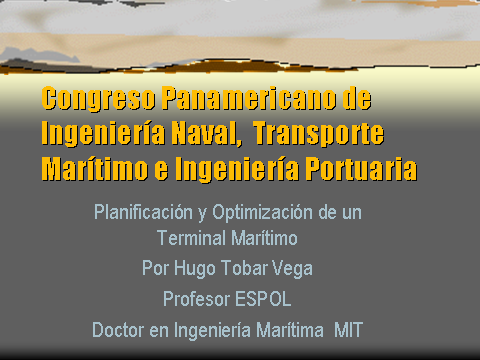 Congreso Panamericano de
Ingeniería Naval, Transporte
Marítimo e Ingeniería Portuaria
Planificación y Optimización de un
Terminal Marítimo
Por Hugo Tobar Vega
Profesor ESPOL
Doctor en Ingeniería Marítima MIT